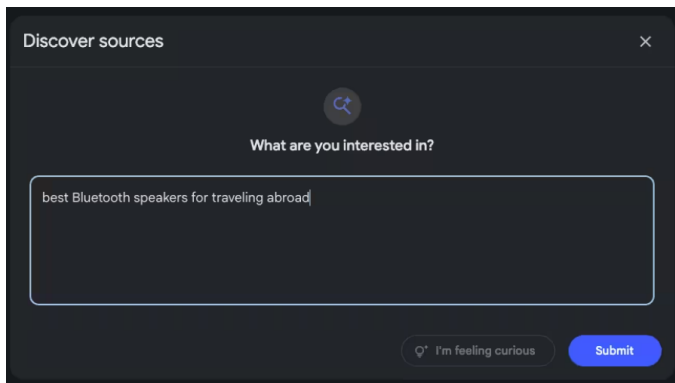 Discover sources
What are you interested in?
best Bluetooth speakers for traveling abroad
I'm feeling curious
Submit